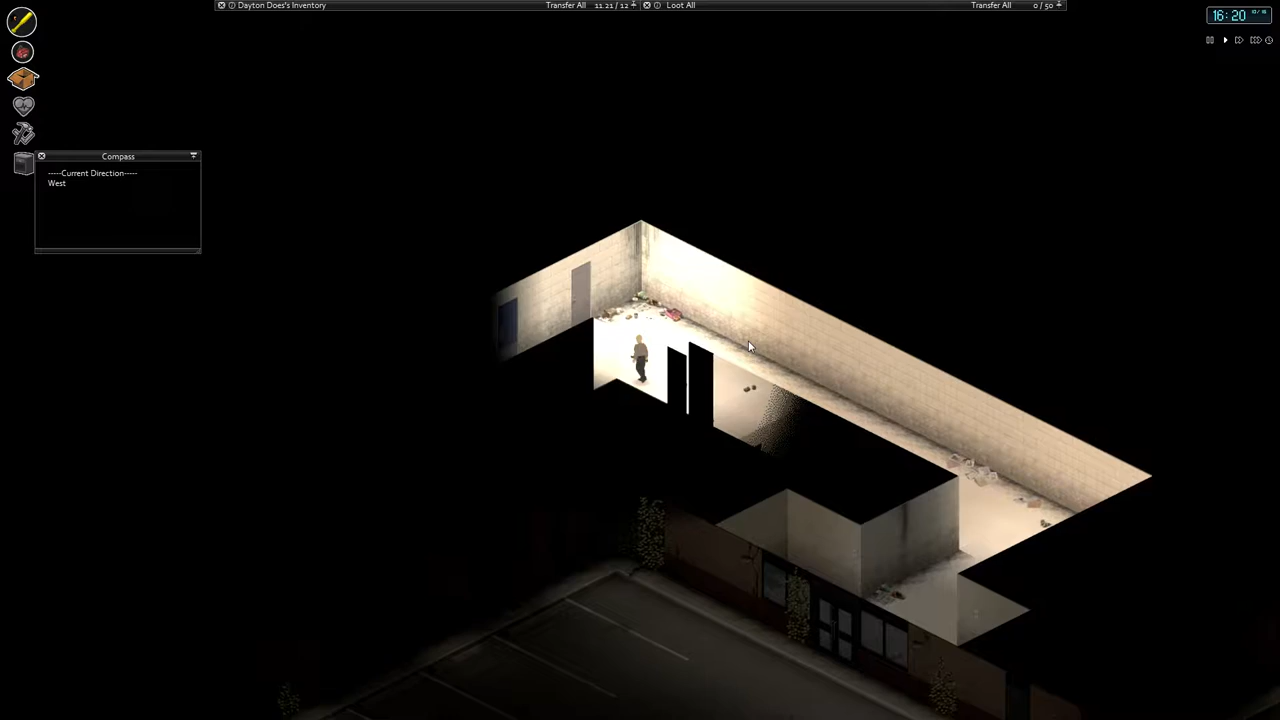 Dayton Does's Inventory
Transfer All
11.21 / 12
Loot All
Transfer All
0 / 50
16:20
Compass
-----Current Direction-----
West